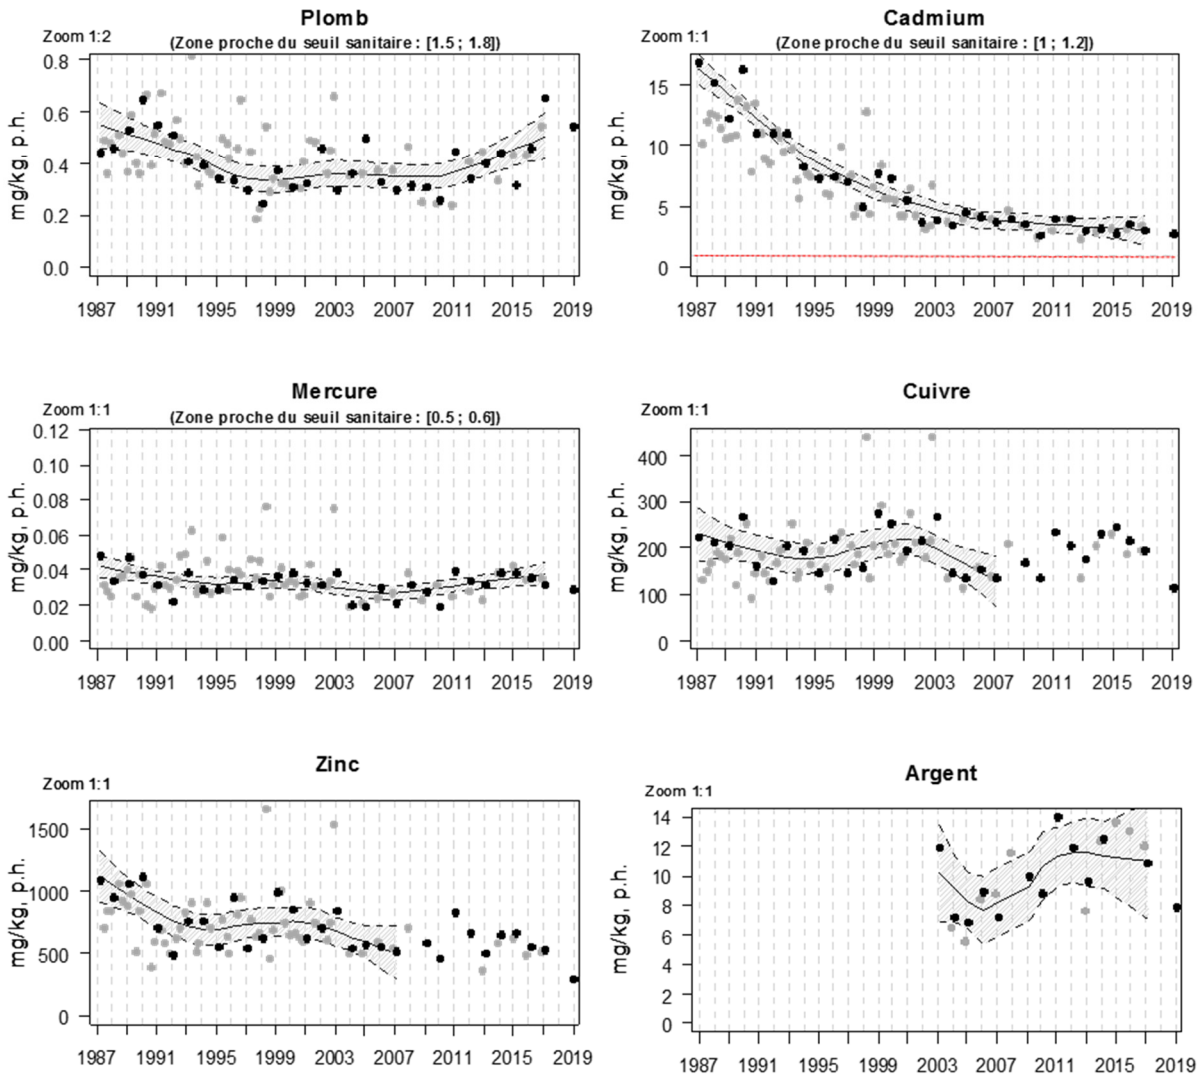 Plomb
Zoom 1:2
(Zone proche du seuil sanitaire : [1.5 ; 1.8])
mg/kg, p.h.
0.8
0.6
0.4
0.2
0.0
1987 1991 1995 1999 2003 2007 2011 2015 2019
Cadmium
Zoom 1:1
(Zone proche du seuil sanitaire : [1 ; 1.2])
mg/kg, p.h.
15
10
5
0
1987 1991 1995 1999 2003 2007 2011 2015 2019
Mercure
Zoom 1:1
(Zone proche du seuil sanitaire : [0.5 ; 0.6])
mg/kg, p.h.
0.12
0.10
0.08
0.06
0.04
0.02
0.00
1987 1991 1995 1999 2003 2007 2011 2015 2019
Cuivre
Zoom 1:1
mg/kg, p.h.
400
300
200
100
0
1987 1991 1995 1999 2003 2007 2011 2015 2019
Zinc
Zoom 1:1
mg/kg, p.h.
1500
1000
500
0
1987 1991 1995 1999 2003 2007 2011 2015 2019
Argent
Zoom 1:1
mg/kg, p.h.
14
12
10
8
6
4
2
0
1987 1991 1995 1999 2003 2007 2011 2015 2019